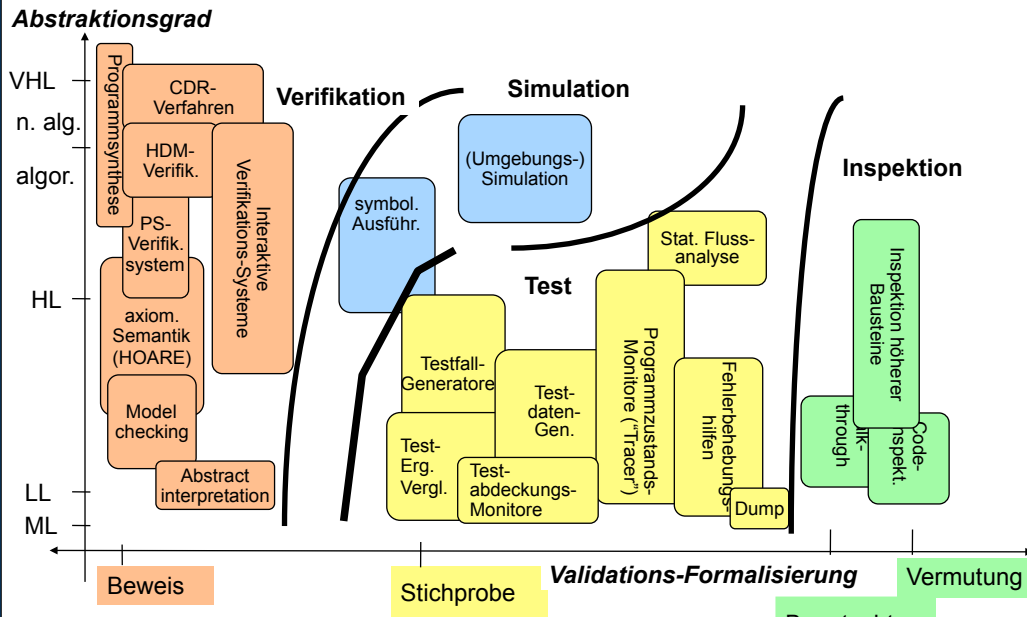 Abstraktionsgrad
VHL
n. alg.
algor.
HL
LL
ML
Programmsynthese
CDR-
Verfahren
HDM-
Verifik.
PS-
Verifik.
system
Interaktive
Verifikations-Systeme
axiom.
Semantik
(HOARE)
Model
checking
Abstract
interpretation
Verifikation
Simulation
(Umgebungs-)
Simulation
symbol.
Ausführ.
Test
Stat. Fluss-
analyse
Testfall-
Generatore
Test-
daten-
Gen.
Test-
Erg.
Vergl.
Test-
abdeckungs-
Monitore
Programmzustands-
Monitore ("Tracer")
Fehlerbehebungs-
hilfen
Dump
Inspektion
Inspektion höherer
Bausteine
lk-
through
Code-
nspekt.
Beweis
Stichprobe
Validations-Formalisierung
Vermutung